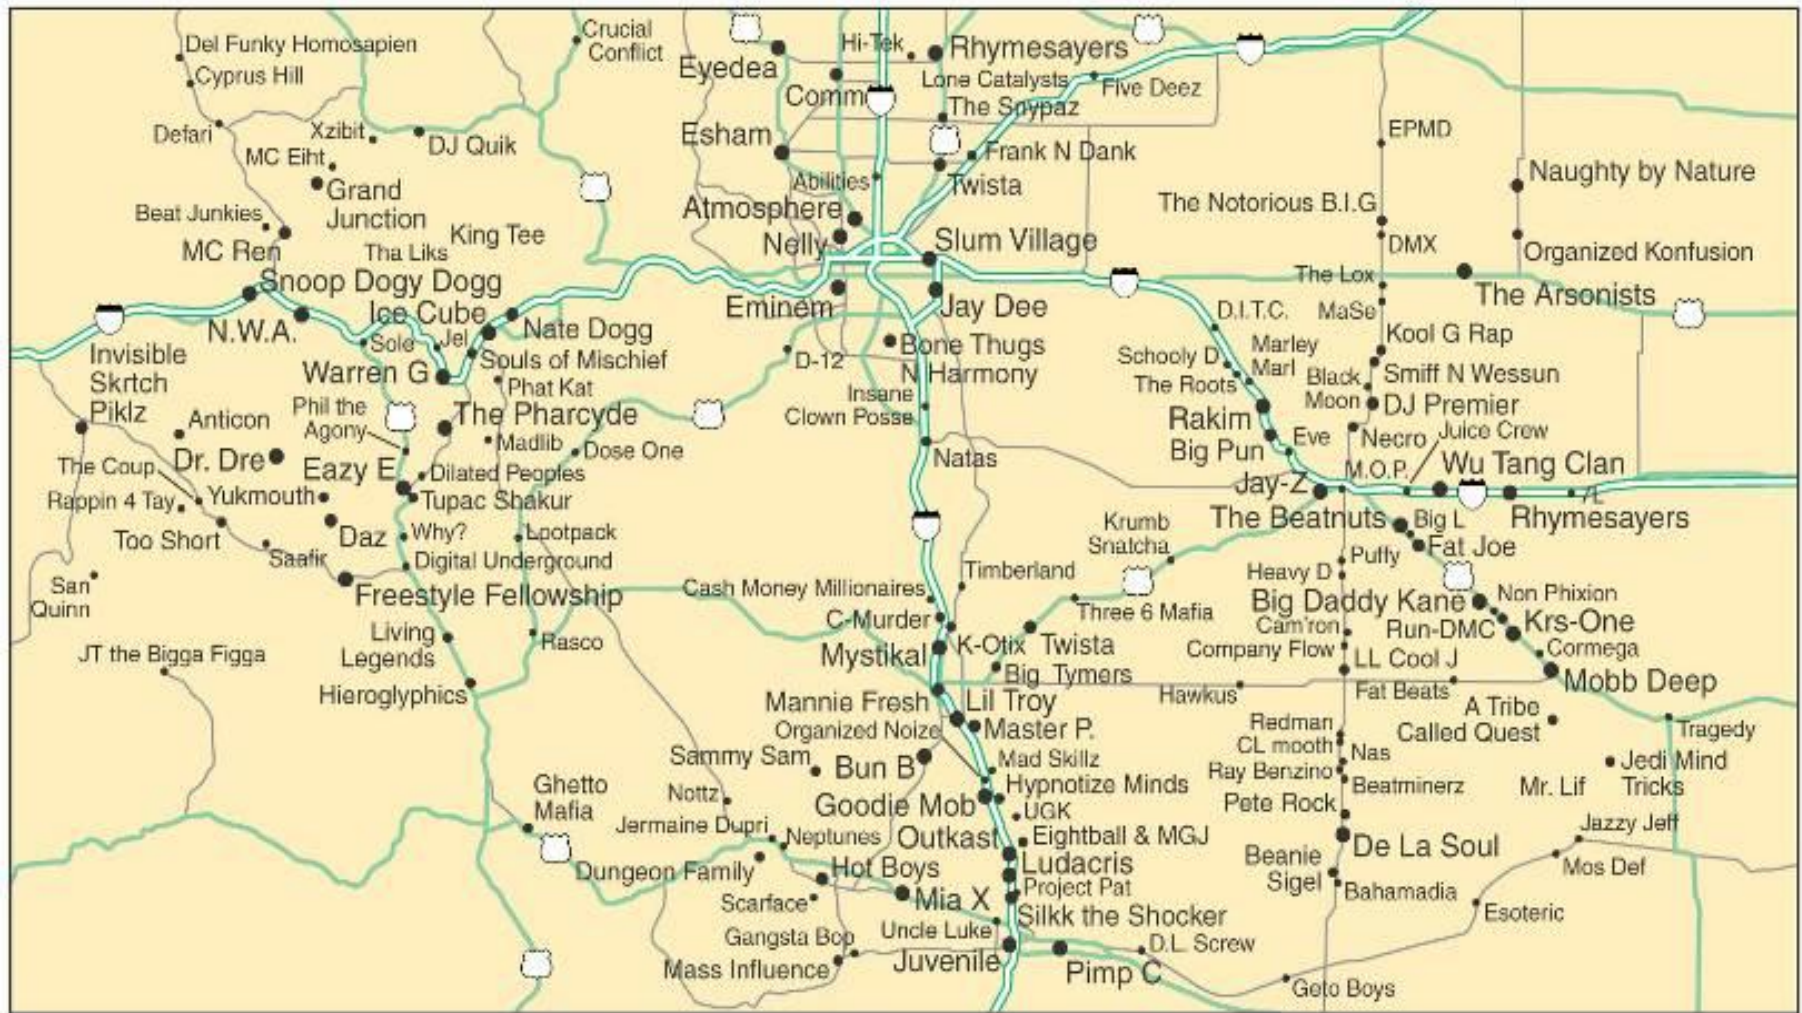 Del Funky Homosapien
Cyprus Hill
Crucial
Conflict
Hi-Tek
Rhymesayers
Eyedea
Lone Catalysts
Five Deez
The Snypaz
Defari
Xzibit
DJ Quik
MC Eiht
Esham
Frank N Dank
EPMD
Grand
Junction
Abilities
Twista
Naughty by Nature
Beat Junkies
King Tee
Atmosphere
The Notorious B.I.G
MC Ren
Tha Liks
Nelly
Slum Village
DMX
Organized Konfusion
Snoop Dogy Dogg
The Lox
The Arsonists
N.W.A.
Ice Cube
Nate Dogg
Eminem
Jay Dee
D.I.T.C.
MaSe
Sole
Jel
Kool G Rap
Invisible
Skrtch
Piklz
Warren G
Souls of Mischief
Phat Kat
D-12
Bone Thugs
N Harmony
Schooly D
Marley
Marl
The Roots
Black
Moon
Smiff N Wessun
Anticon
Phil the
Agony
The Pharcyde
Insane
Clown Posse
Rakim
DJ Premier
Madlib
Dose One
Big Pun
Eve
Necro
Juice Crew
The Coup
Dr. Dre
Eazy E
Dilated Peoples
Natas
M.O.P.
Wu Tang Clan
Rappin 4 Tay
Yukmouth
Tupac Shakur
Jay-Z
7L
Too Short
Daz
Why?
Lootpack
Krumb
Snatcha
The Beatnuts
Big L
Rhymesayers
Saafir
Digital Underground
Puffy
Fat Joe
San
Quinn
Freestyle Fellowship
Cash Money Millionaires
Timberland
Heavy D
Non Phixion
C-Murder
Three 6 Mafia
Big Daddy Kane
Living
Legends
Rasco
Cam'ron
Run-DMC
Krs-One
JT the Bigga Figga
Mystikal
K-Otix
Twista
Company Flow
LL Cool J
Cormega
Hieroglyphics
Big Tymers
Hawkus
Fat Beats
Mobb Deep
Mannie Fresh
Lil Troy
A Tribe
Called Quest
Organized Noize
Master P.
Redman
Tragedy
Sammy Sam
Bun B
Mad Skillz
CL mooth
Nas
Jedi Mind
Tricks
Ghetto
Mafia
Nottz
Hypnotize Minds
Ray Benzino
Beatminerz
Mr. Lif
Goodie Mob
UGK
Pete Rock
Jermaine Dupri
Neptunes
Outkast
Eightball & MGJ
De La Soul
Jazzy Jeff
Dungeon Family
Hot Boys
Ludacris
Beanie
Sigel
Mos Def
Project Pat
Bahamadia
Scarface
Mia X
Silkk the Shocker
Esoteric
Gangsta Boo
Uncle Luke
D.L. Screw
Mass Influence
Juvenile
Pimp C
Geto Boys